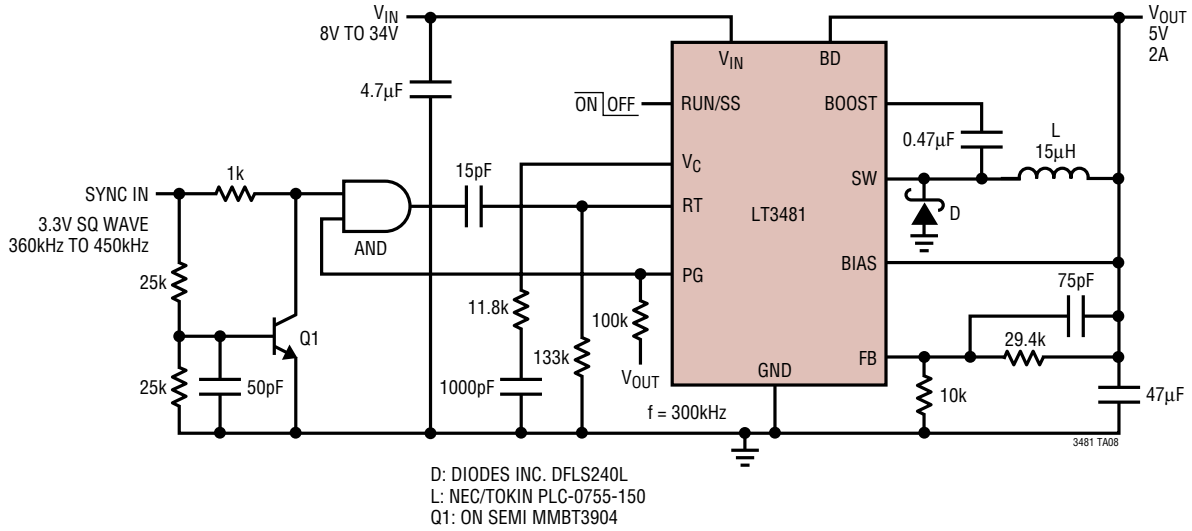 VIN
8V TO 34V
VOUT
5V
2A
VIN
BD
4.7µF
ON OFF
RUN/SS
BOOST
0.47µF
L
15µH
VC
15pF
1k
SYNC IN
SW
RT
LT3481
D
3.3V SQ WAVE
360kHz TO 450kHz
AND
BIAS
PG
75pF
25k
11.8k
100k
Q1
29.4k
133k
FB
VOUT
GND
25k
50pF
1000pF
10k
47µF
f = 300kHz
3481 TA08
D: DIODES INC. DFLS240L
L: NEC/TOKIN PLC-0755-150
Q1: ON SEMI MMBT3904